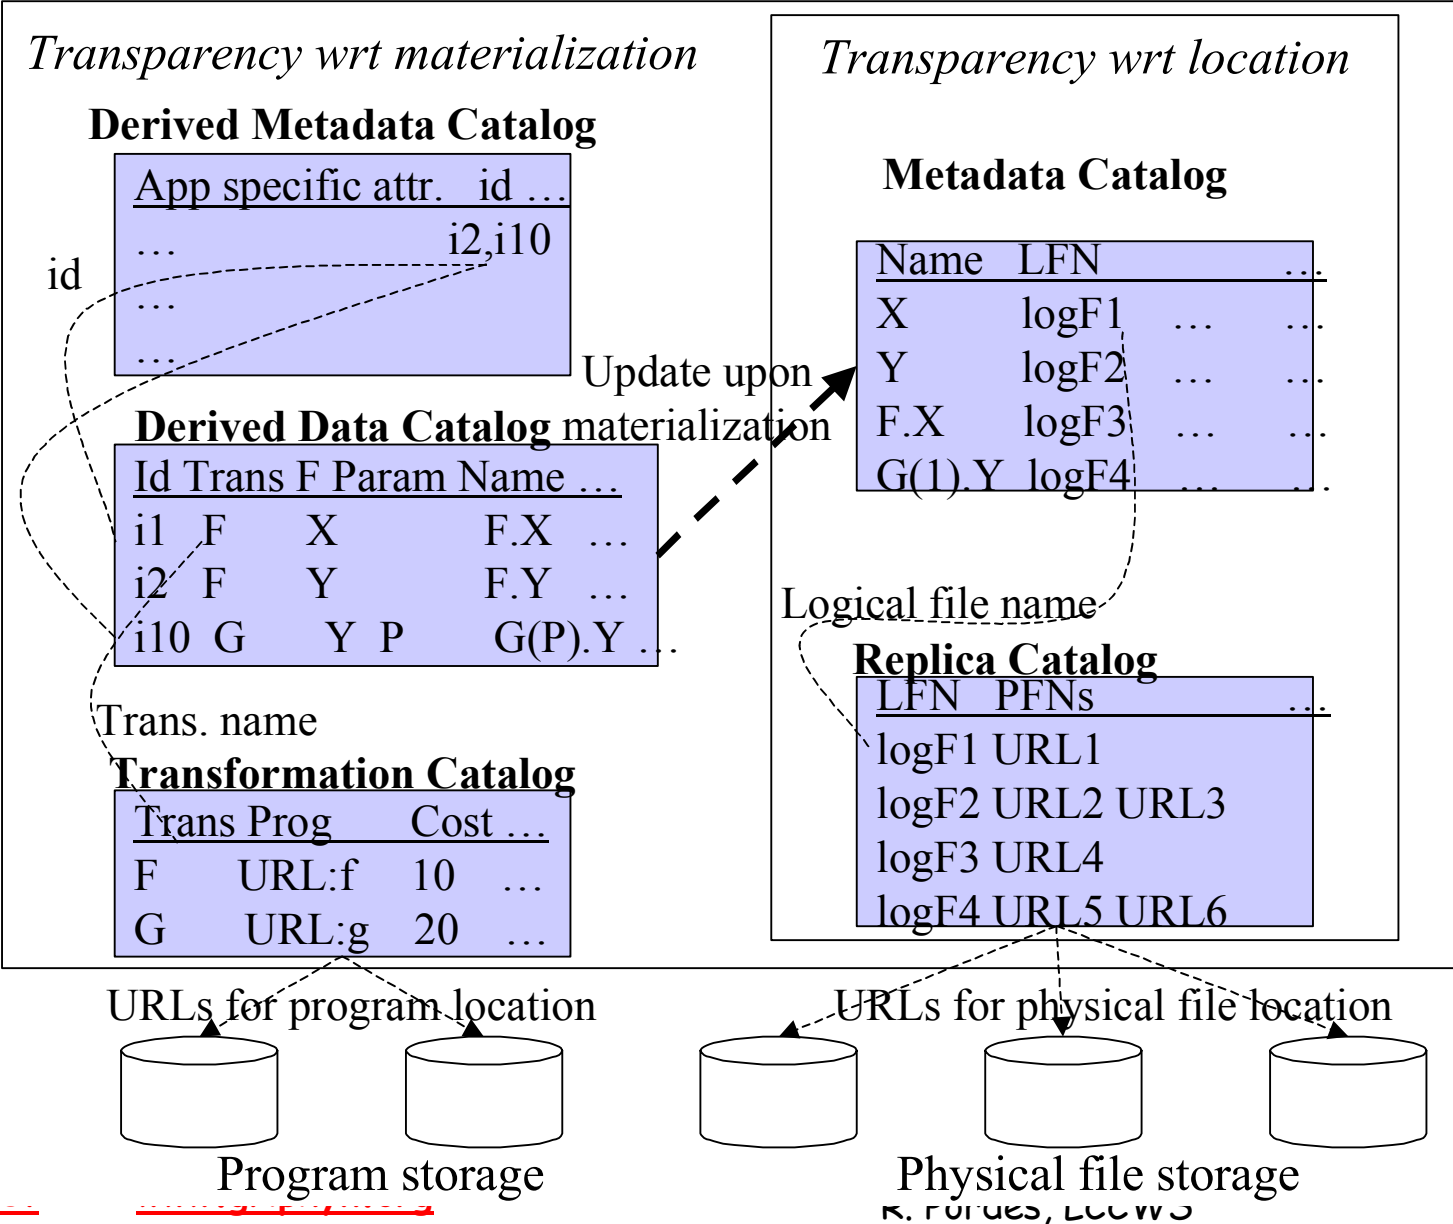 Transparency wrt materialization
Derived Metadata Catalog
App specific attr. id …
… i2,i10
…
…
id
Derived Data Catalog
Id Trans F Param Name …
i1 F X F.X …
i2 F Y F.Y …
i10 G Y P G(P).Y …
Trans. name
Transformation Catalog
Trans Prog Cost …
F URL:f 10 …
G URL:g 20 …
URLs for program location
Program storage
Update upon
materialization
Transparency wrt location
Metadata Catalog
Name LFN …
X logF1 … …
Y logF2 … …
F.X logF3 … …
G(1).Y logF4 … …
Logical file name
Replica Catalog
LFN PFNs …
logF1 URL1
logF2 URL2 URL3
logF3 URL4
logF4 URL5 URL6
URLs for physical file location
Physical file storage
R. Pordes, LCCWS